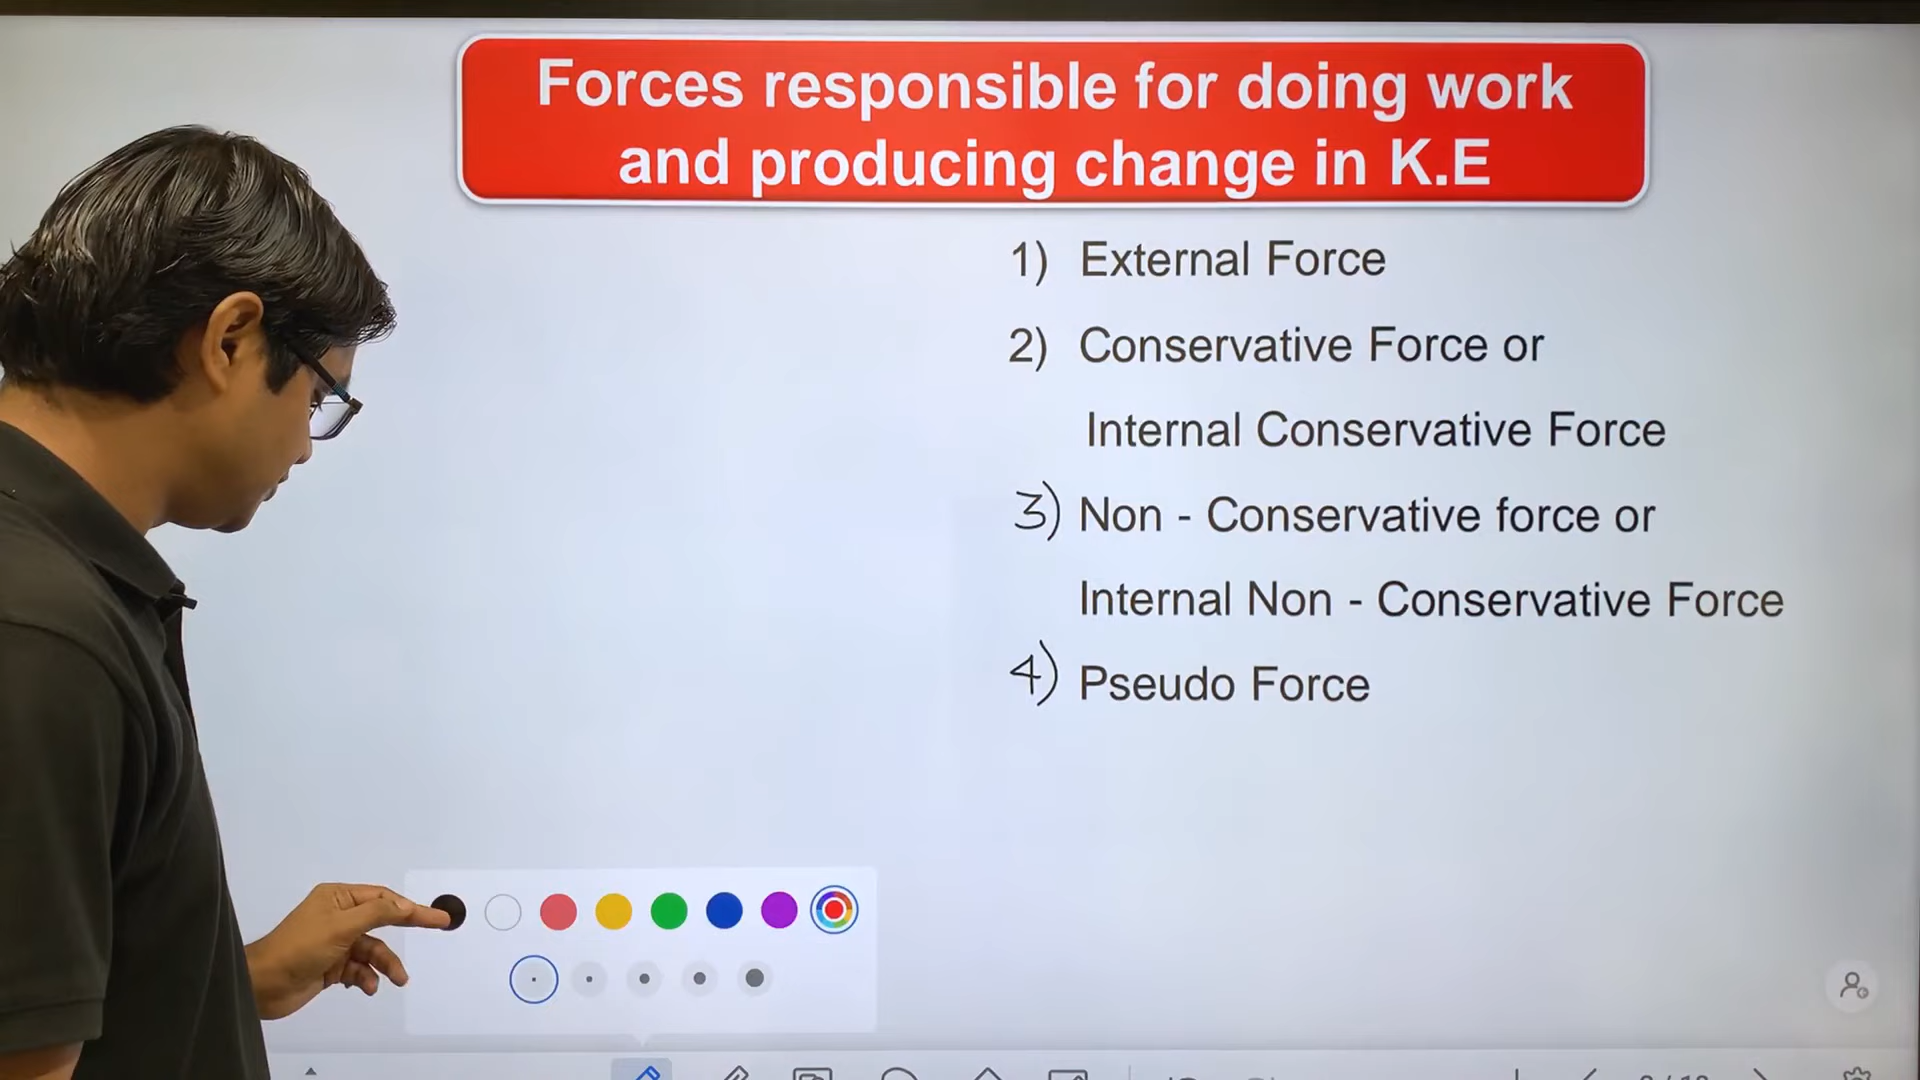 Forces responsible for doing work
and producing change in K.E
1) External Force
2) Conservative Force or
Internal Conservative Force
3) Non - Conservative force or
Internal Non - Conservative Force
4) Pseudo Force